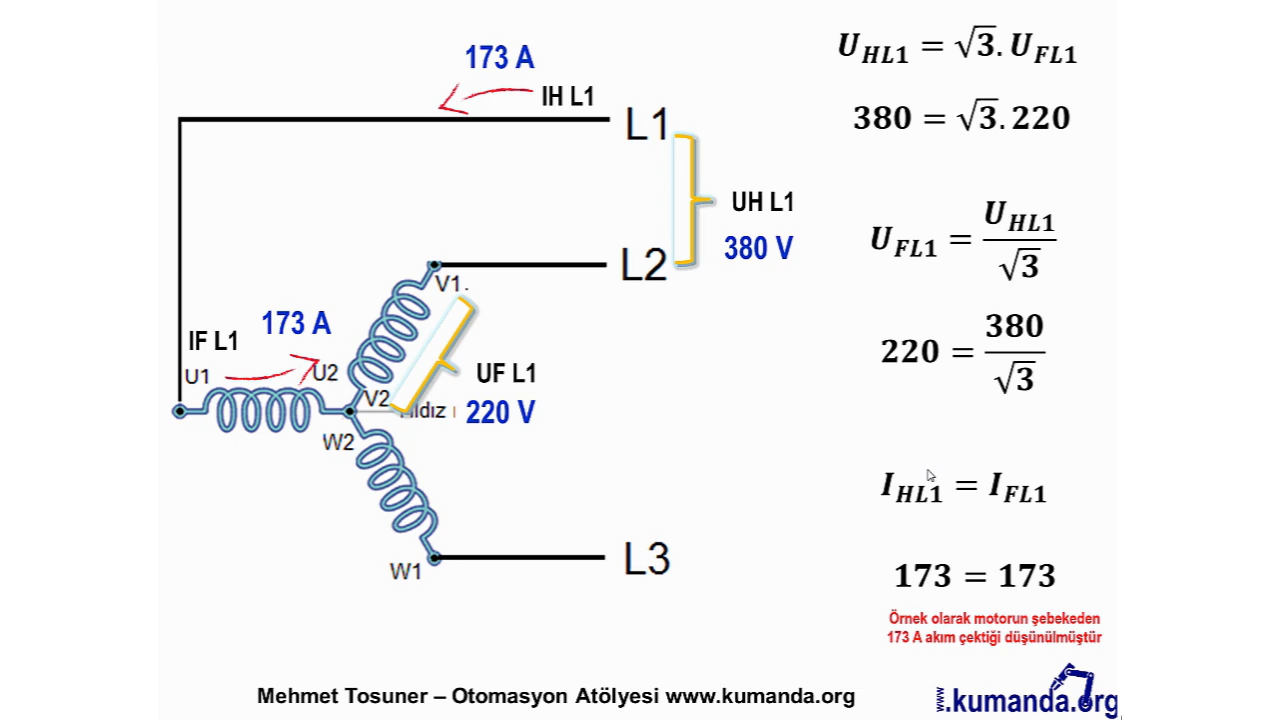 173 A
IH L1
L1
UH L1
380 V
L2
V1.
IF L1
173 A
U1
U2
V2
UF L1
220 V
W2
W1
L3
U_HL1 = √3.U_FL1
380 = √3.220
U_FL1 = U_HL1/√3
220 = 380/√3
I_HL1 = I_FL1
173 = 173
Örnek olarak motorun şebekeden
173 A akım çektiği düşünülmüştür
Mehmet Tosuner – Otomasyon Atölyesi www.kumanda.org
www.kumanda.org